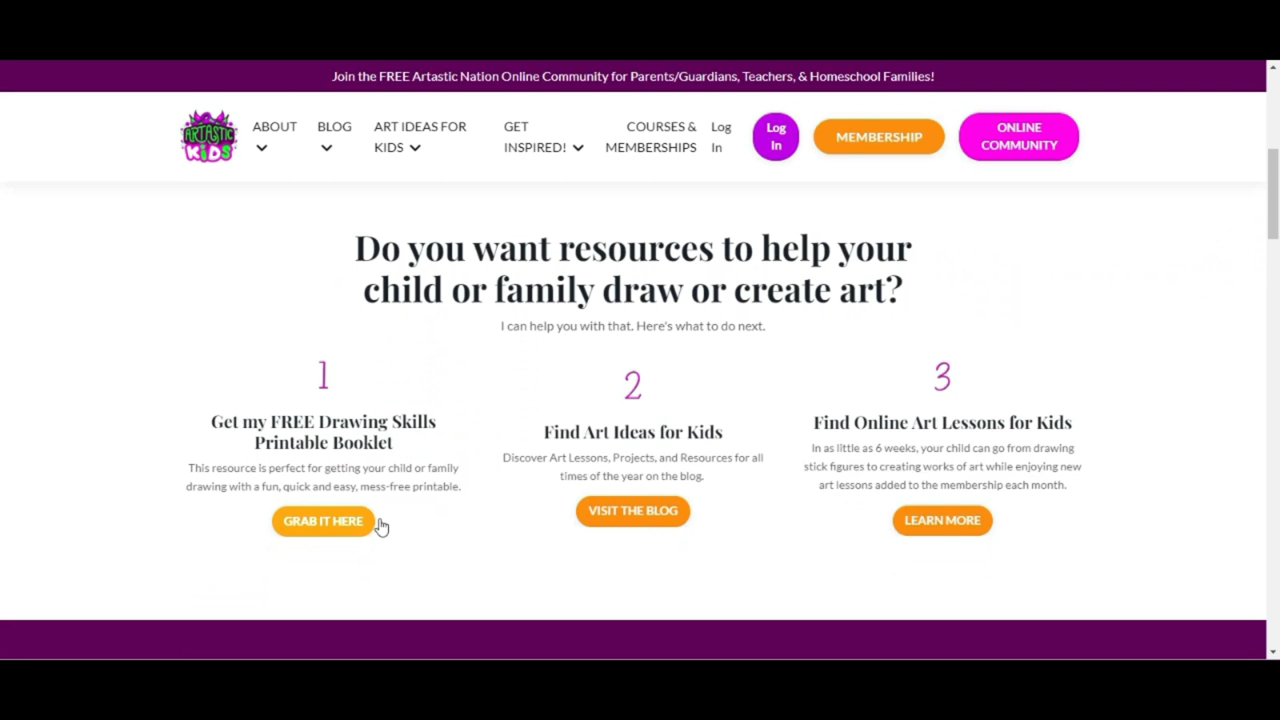 Join the FREE Artastic Nation Online Community for Parents/Guardians, Teachers, & Homeschool Families!
ARTASTIC
KIDS
ABOUT
BLOG
ART IDEAS FOR
KIDS
GET
INSPIRED!
COURSES &
MEMBERSHIPS
Log
In
Log
In
MEMBERSHIP
ONLINE
COMMUNITY
Do you want resources to help your
child or family draw or create art?
I can help you with that. Here's what to do next.
1
Get my FREE Drawing Skills
Printable Booklet
This resource is perfect for getting your child or family
drawing with a fun, quick and easy, mess-free printable.
GRAB IT HERE
2
Find Art Ideas for Kids
Discover Art Lessons, Projects, and Resources for all
times of the year on the blog.
VISIT THE BLOG
3
Find Online Art Lessons for Kids
In as little as 6 weeks, your child can go from drawing
stick figures to creating works of art while enjoying new
art lessons added to the membership each month.
LEARN MORE